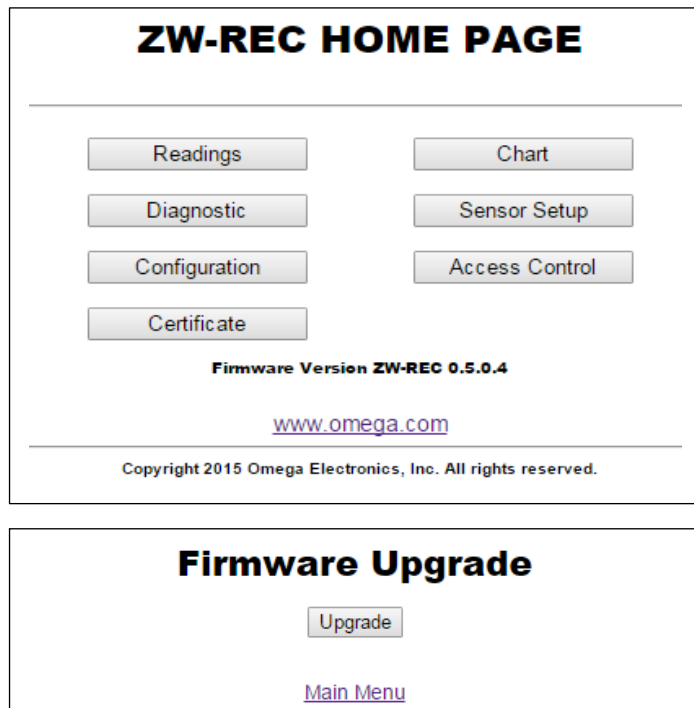 ZW-REC HOME PAGE
Readings
Chart
Diagnostic
Sensor Setup
Configuration
Access Control
Certificate
Firmware Version ZW-REC 0.5.0.4
www.omega.com
Copyright 2015 Omega Electronics, Inc. All rights reserved.
Firmware Upgrade
Upgrade
Main Menu